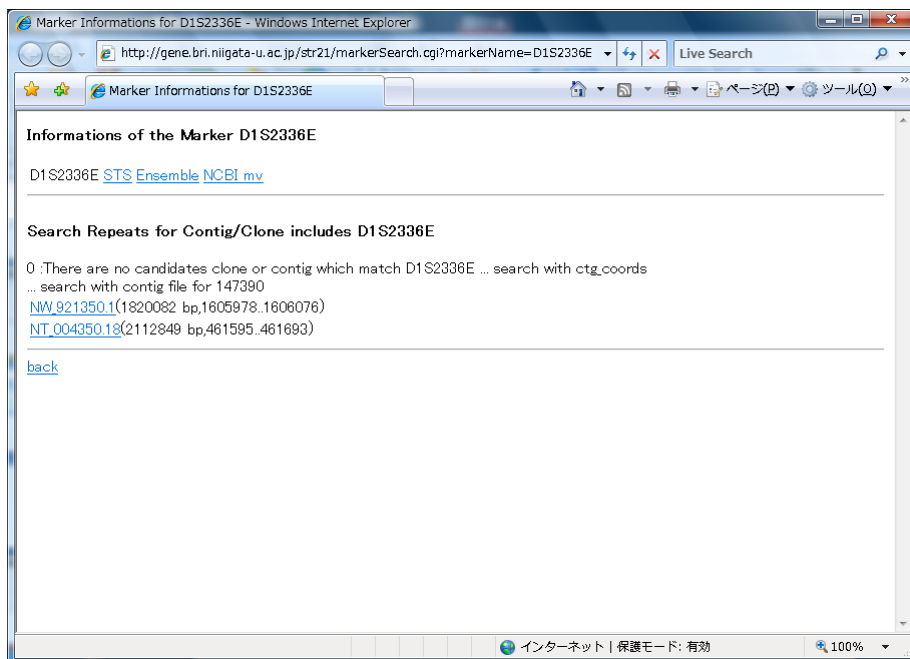 Marker Informations for D1S2336E - Windows Internet Explorer
http://gene.bri.niigata-u.ac.jp/str21/markerSearch.cgi?markerName=D1S2336E
Live Search
Marker Informations for D1S2336E
ページ(P) ツール(O) »
Informations of the Marker D1S2336E
D1S2336E STS Ensemble NCBI mv
Search Repeats for Contig/Clone includes D1S2336E
0 :There are no candidates clone or contig which match D1S2336E ... search with ctg_coords
... search with contig file for 147390
NW_921350.1(1820082 bp,1605978..1606076)
NT_004350.18(2112849 bp,461595..461693)
back
インターネット | 保護モード: 有効 100%